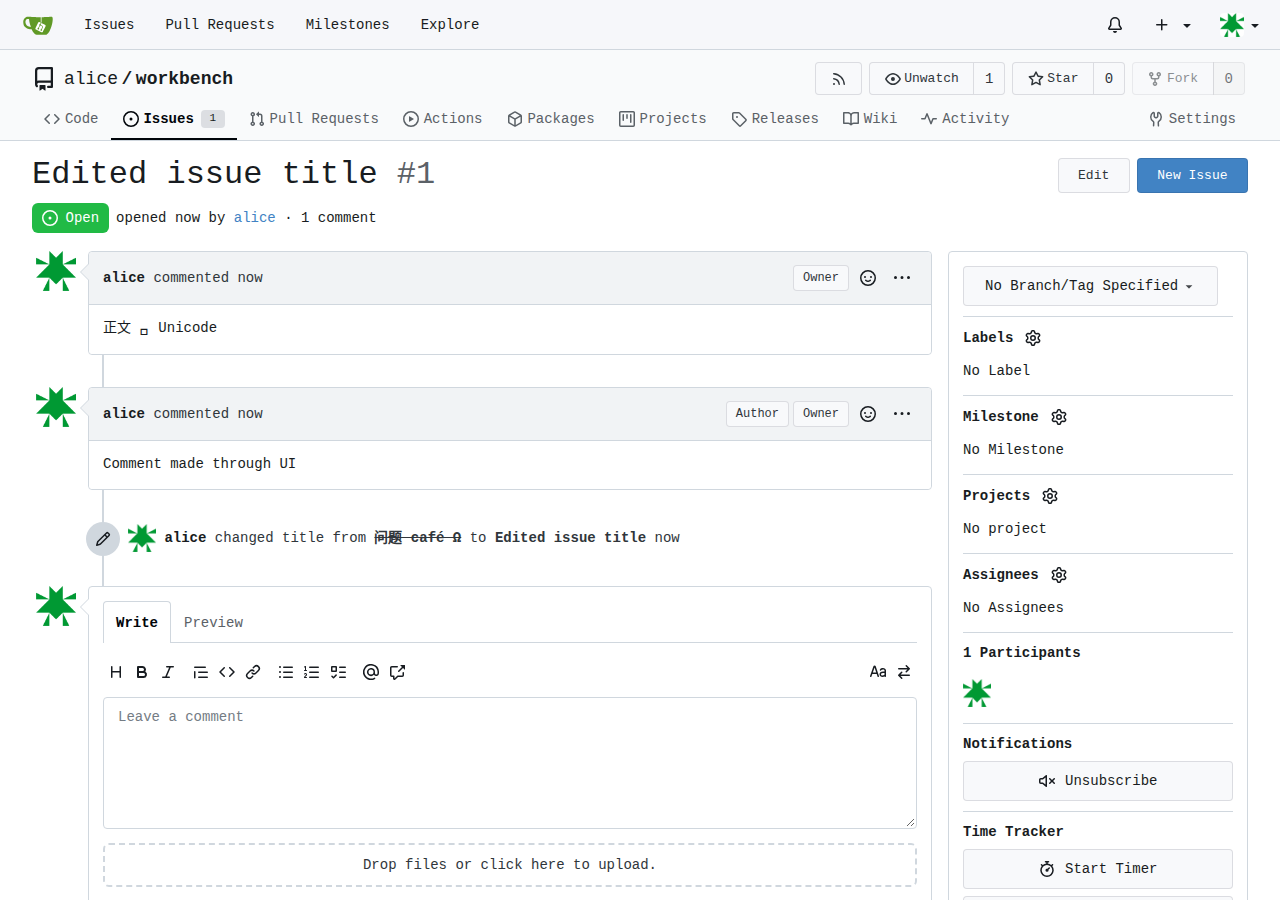 Issues Pull Requests Milestones Explore
alice/workbench
Unwatch 1 Star 0 Fork 0
Code Issues 1 Pull Requests Actions Packages Projects Releases Wiki Activity Settings
Edited issue title #1
Edit New Issue
Open opened now by alice · 1 comment
alice commented now Owner
正文 Unicode
alice commented now Author Owner
Comment made through UI
alice changed title from 问题 café Ω to Edited issue title now
Write Preview
Leave a comment
Drop files or click here to upload.
No Branch/Tag Specified
Labels
No Label
Milestone
No Milestone
Projects
No project
Assignees
No Assignees
1 Participants
Notifications
Unsubscribe
Time Tracker
Start Timer